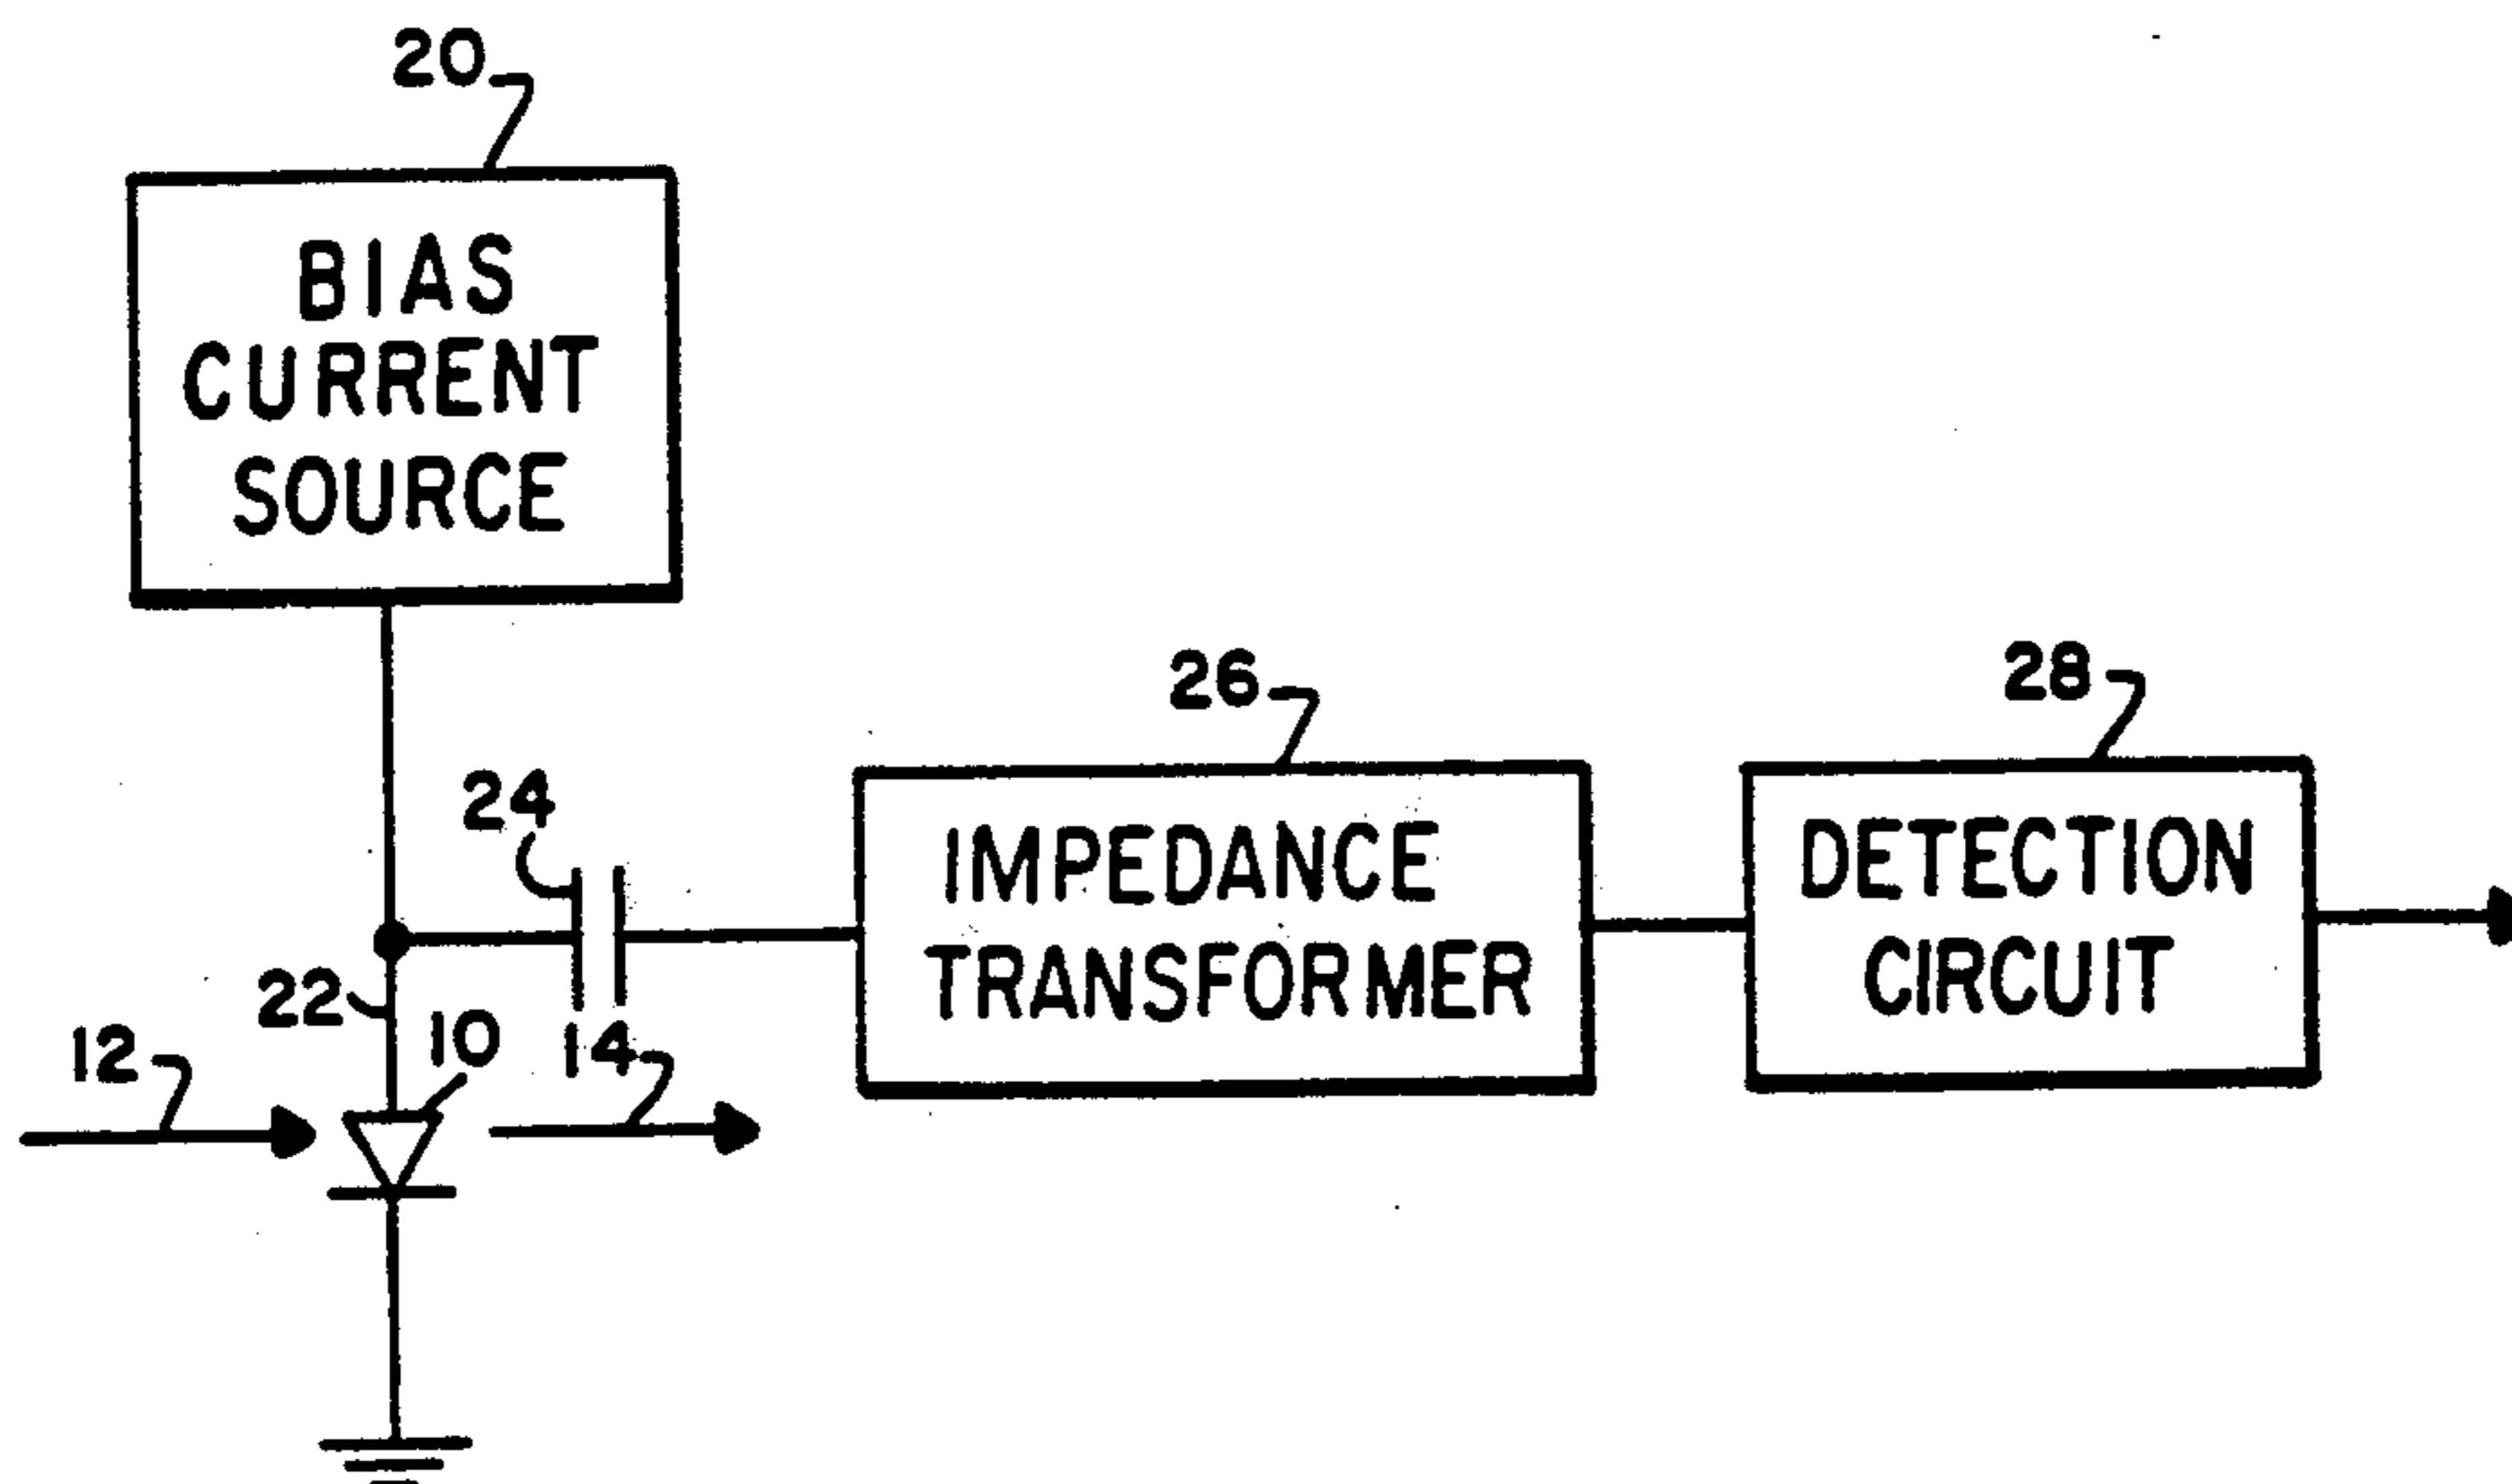 20
BIAS
CURRENT
SOURCE
26
28
24
IMPEDANCE
TRANSFORMER
DETECTION
CIRCUIT
22
10
12
14